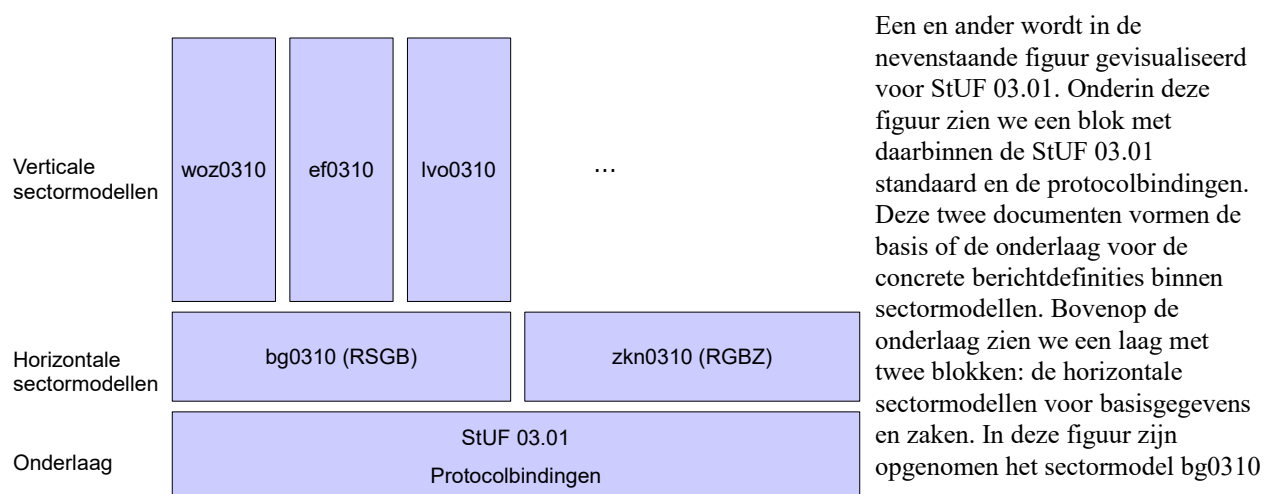 Verticale
sectormodellen
woz0310
ef0310
lvo0310
...
Horizontale
sectormodellen
bg0310 (RSGB)
zkn0310 (RGBZ)
Onderlaag
StUF 03.01
Protocolbindingen
Een en ander wordt in de
nevenstaande figuur gevisualiseerd
voor StUF 03.01. Onderin deze
figuur zien we een blok met
daarbinnen de StUF 03.01
standaard en de protocolbindingen.
Deze twee documenten vormen de
basis of de onderlaag voor de
concrete berichtdefinities binnen
sectormodellen. Bovenop de
onderlaag zien we een laag met
twee blokken: de horizontale
sectormodellen voor basisgegevens
en zaken. In deze figuur zijn
opgenomen het sectormodel bg0310